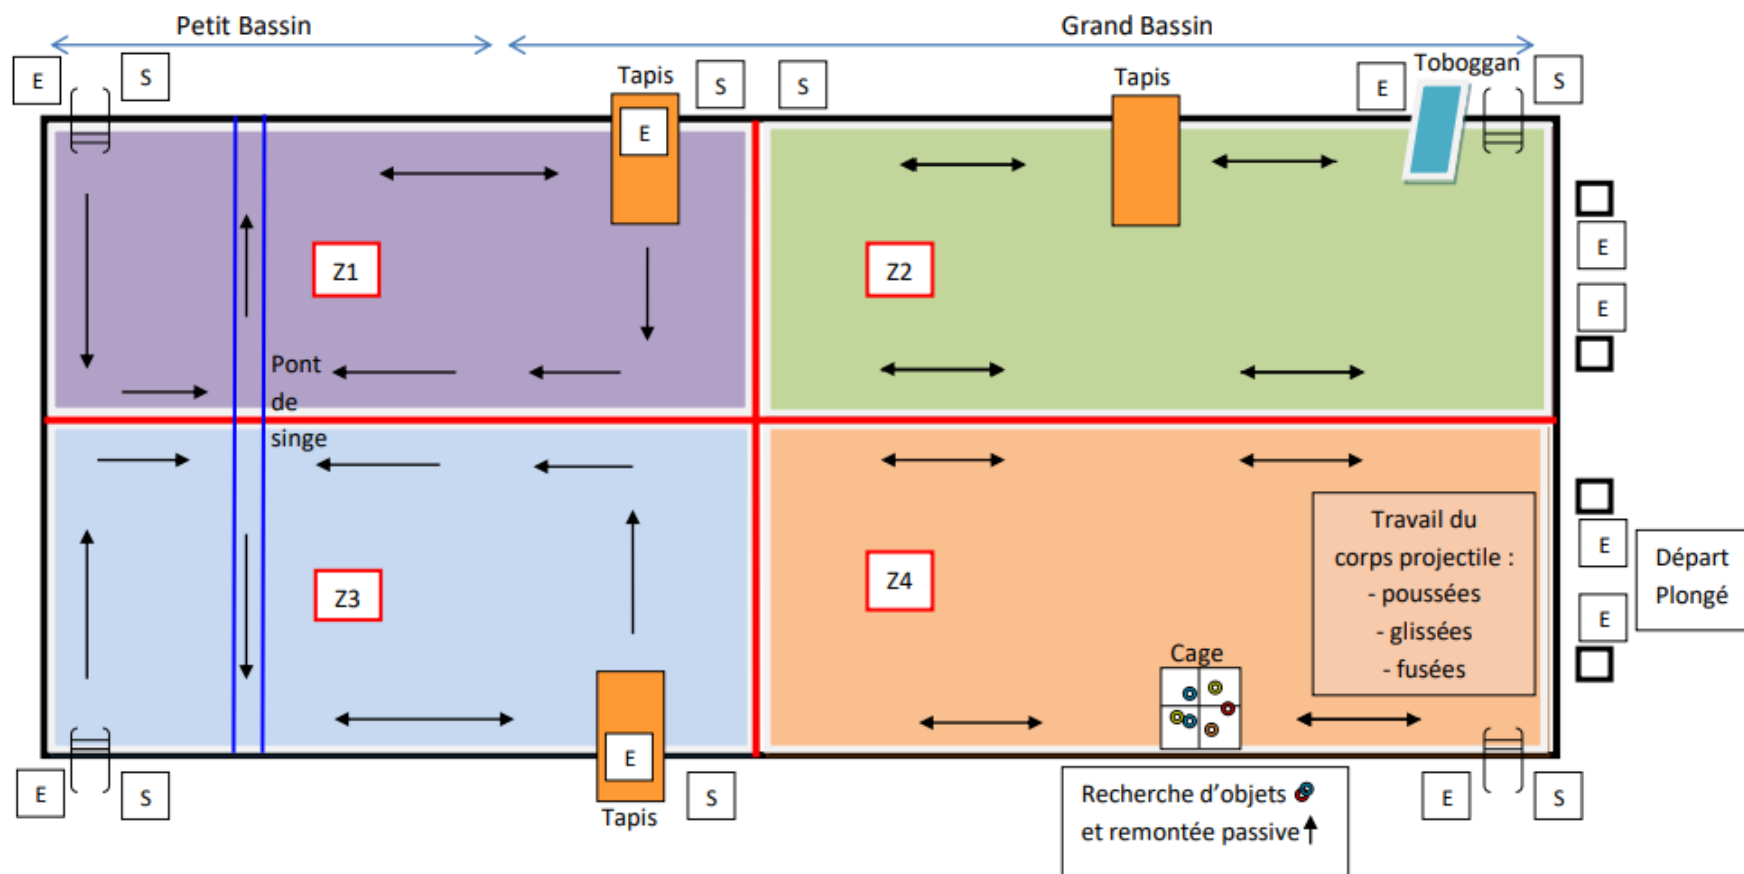 Petit Bassin
Grand Bassin
E
S
Tapis
S
S
Tapis
E
Toboggan
S
E
E
Z1
Z2
E
Pont
de
singe
Travail du
corps projectile :
- poussées
- glissées
- fusées
E
Départ
Plongé
E
Z3
Z4
Cage
E
S
E
Tapis
S
Recherche d’objets
et remontée passive
E
S